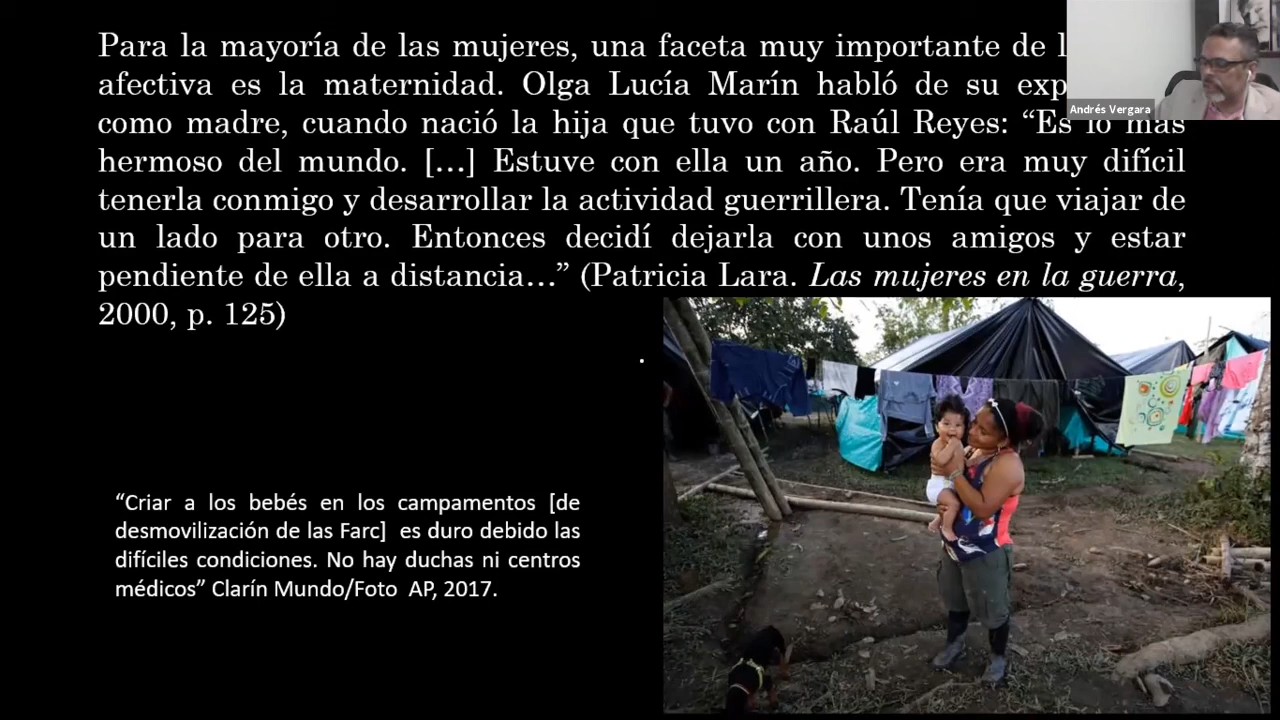 Para la mayoría de las mujeres, una faceta muy importante de
afectiva es la maternidad. Olga Lucía Marín habló de su
como madre, cuando nació la hija que tuvo con Raúl Reyes: “Es lo más
hermoso del mundo. [...] Estuve con ella un año. Pero era muy difícil
tenerla conmigo y desarrollar la actividad guerrillera. Tenía que viajar de
un lado para otro. Entonces decidí dejarla con unos amigos y estar
pendiente de ella a distancia...” (Patricia Lara. Las mujeres en la guerra,
2000, p. 125)
Andrés Vergara
“Criar a los bebés en los campamentos [de
desmovilización de las Farc] es duro debido las
difíciles condiciones. No hay duchas ni centros
médicos” Clarín Mundo/Foto AP, 2017.